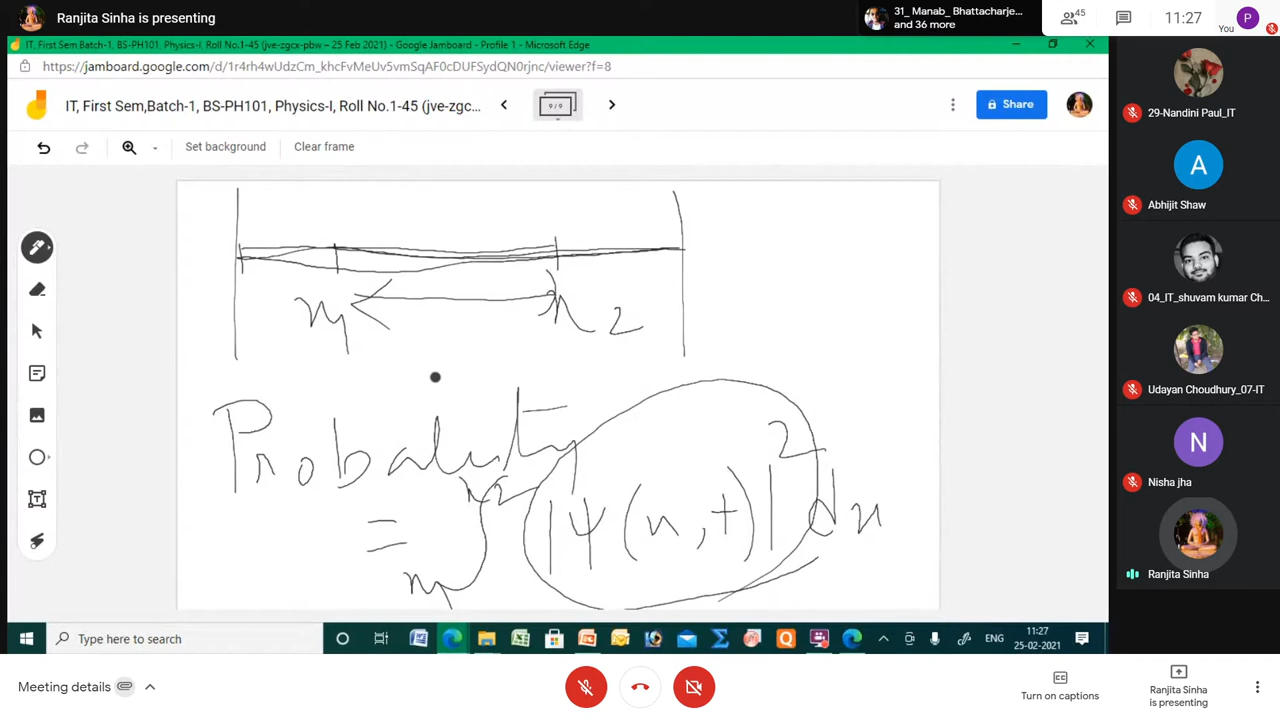 Ranjita Sinha is presenting
31_ Manab_ Bhattacharje...
and 36 more
45
11:27
You
P
IT, First Sem Batch-1, BS-PH101, Physics-I, Roll No.1-45 (jve-zgcx-pbw – 25 Feb 2021) - Google Jamboard - Profile 1 - Microsoft Edge
https://jamboard.google.com/d/1r4rh4wUdzCm_khcFvMeUv5vmSqAF0cDUFSydQN0rjnc/viewer?f=8
IT, First Sem,Batch-1, BS-PH101, Physics-I, Roll No.1-45 (jve-zgc...
9/9
Share
Set background
Clear frame
x1
x2
Probability
= ∫ |Ψ(x,t)|² dx
x2
x1
29-Nandini Paul_IT
A
Abhijit Shaw
04_IT_shuvam kumar Ch...
Udayan Choudhury_07-IT
N
Nisha jha
Ranjita Sinha
Type here to search
ENG
11:27
25-02-2021
Meeting details
Turn on captions
Ranjita Sinha
is presenting